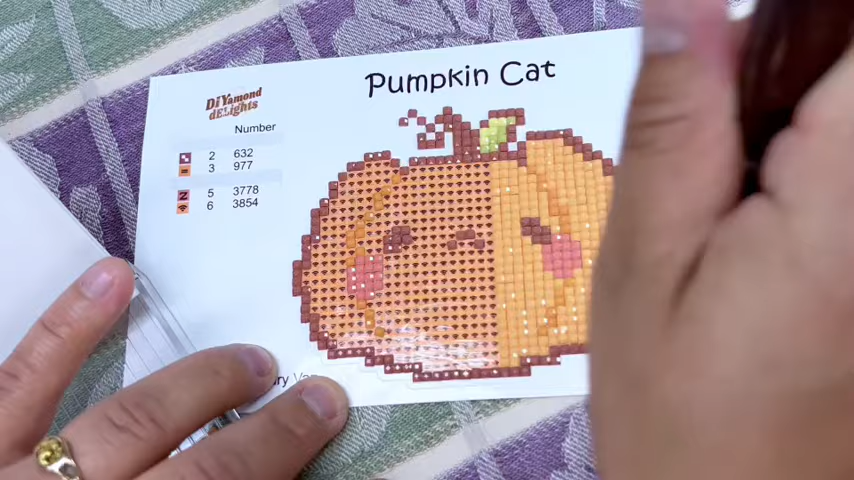 Pumpkin Cat
DiYamond
dELights
Number
2 632
3 977
Z 5 3778
6 3854